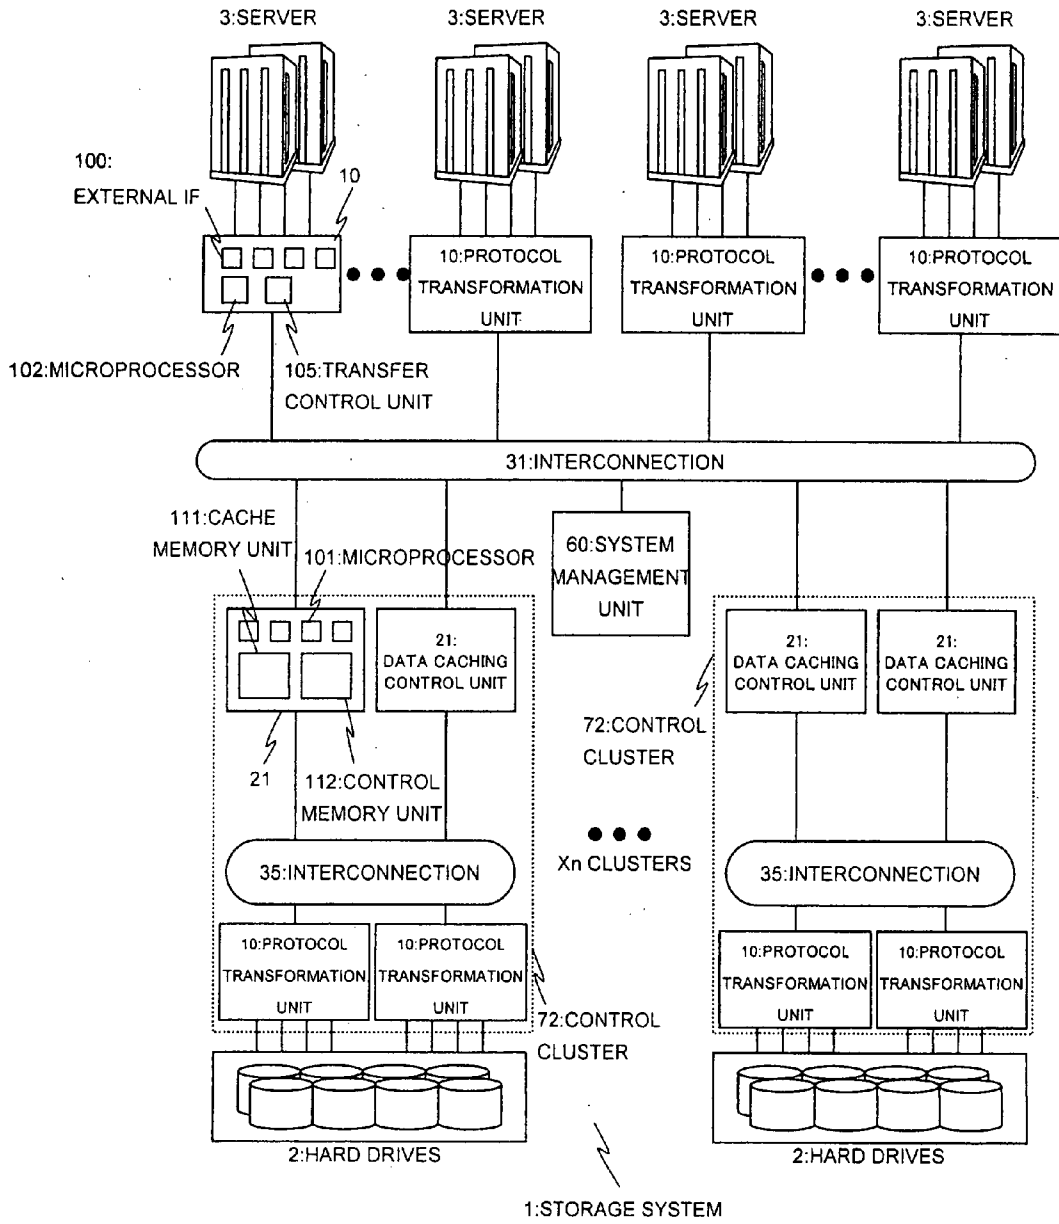 3:SERVER
3:SERVER
3:SERVER
3:SERVER
100:
EXTERNAL IF
10
10:PROTOCOL
TRANSFORMATION
UNIT
10:PROTOCOL
TRANSFORMATION
UNIT
10:PROTOCOL
TRANSFORMATION
UNIT
102:MICROPROCESSOR
105:TRANSFER
CONTROL UNIT
31:INTERCONNECTION
111:CACHE
MEMORY UNIT
101:MICROPROCESSOR
60:SYSTEM
MANAGEMENT
UNIT
21:
DATA CACHING
CONTROL UNIT
21:
DATA CACHING
CONTROL UNIT
21:
DATA CACHING
CONTROL UNIT
72:CONTROL
CLUSTER
21
112:CONTROL
MEMORY UNIT
Xn CLUSTERS
35:INTERCONNECTION
35:INTERCONNECTION
10:PROTOCOL
TRANSFORMATION
UNIT
10:PROTOCOL
TRANSFORMATION
UNIT
10:PROTOCOL
TRANSFORMATION
UNIT
10:PROTOCOL
TRANSFORMATION
UNIT
72:CONTROL
CLUSTER
2:HARD DRIVES
2:HARD DRIVES
1:STORAGE SYSTEM